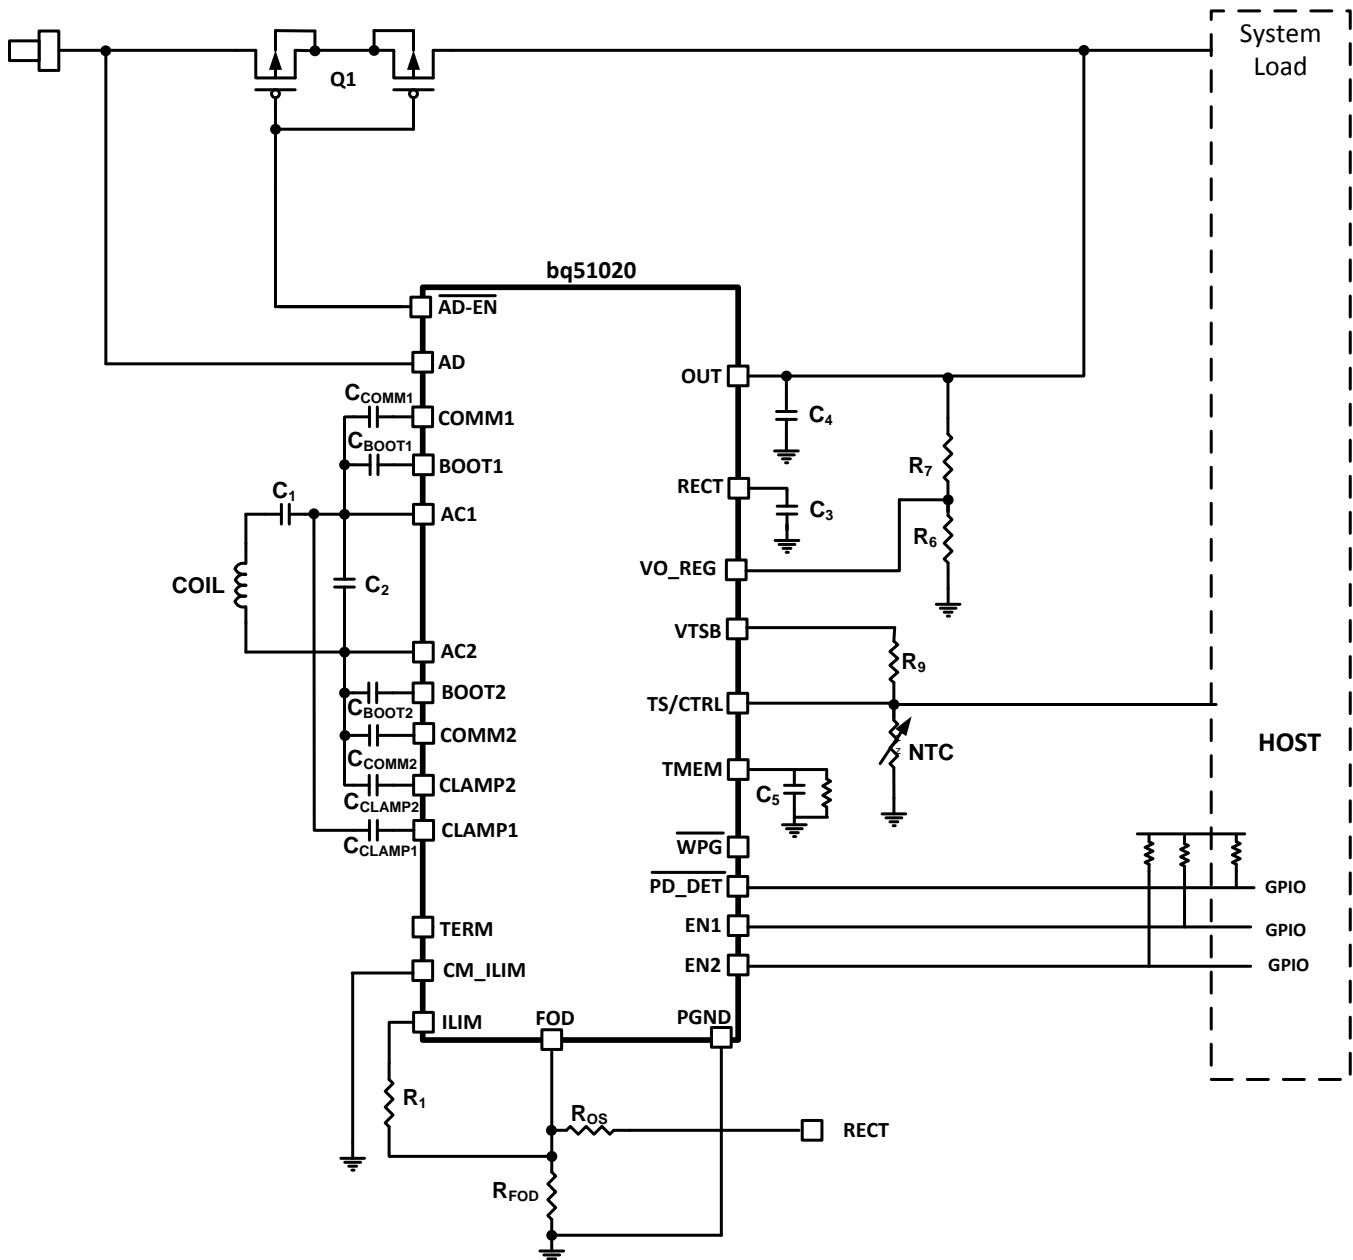 System
Load
Q1
bq51020
AD-EN
AD
OUT
CCOMM1
COMM1
C4
CBOOT1
BOOT1
R7
RECT
C1
AC1
C3
R6
VO_REG
COIL
C2
VTSB
AC2
R9
BOOT2
TS/CTRL
CBOOT2
COMM2
HOST
NTC
CCOMM2
TMEM
CLAMP2
C5
CCLAMP2
CLAMP1
CCLAMP1
WPG
PD_DET
GPIO
TERM
EN1
GPIO
CM_ILIM
EN2
GPIO
ILIM
FOD
PGND
R1
ROS
RECT
RFOD